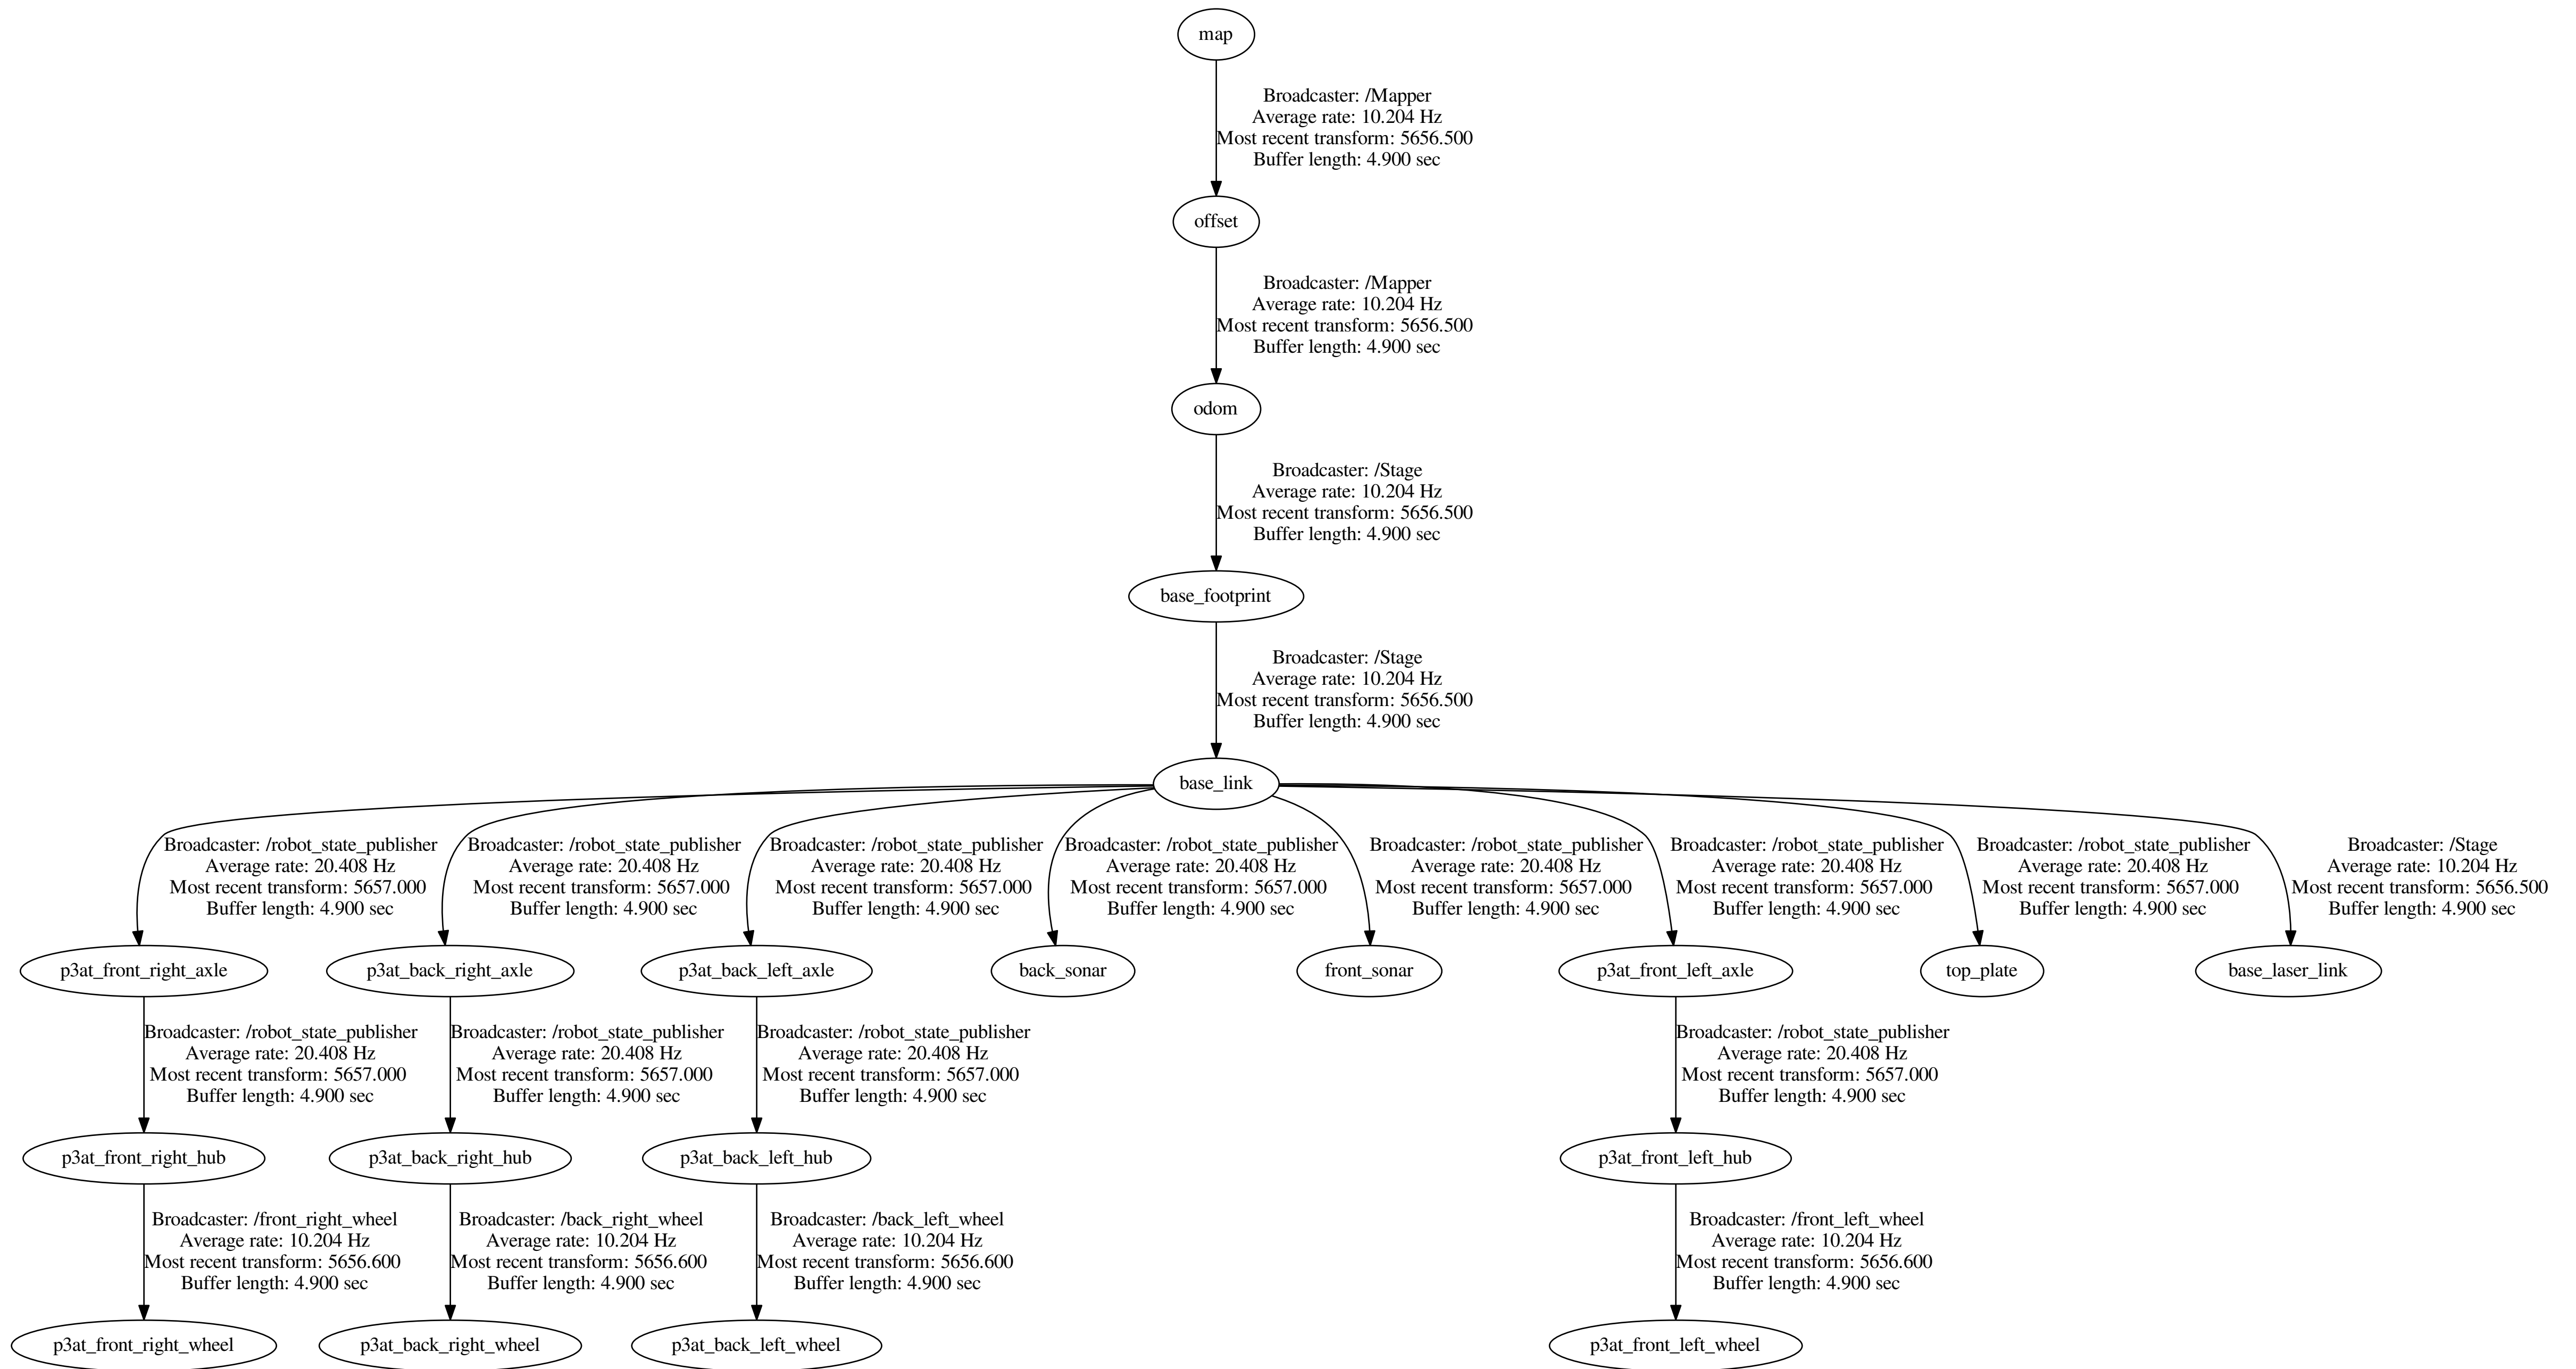 map
Broadcaster: /Mapper
Average rate: 10.204 Hz
Most recent transform: 5656.500
Buffer length: 4.900 sec
offset
Broadcaster: /Mapper
Average rate: 10.204 Hz
Most recent transform: 5656.500
Buffer length: 4.900 sec
odom
Broadcaster: /Stage
Average rate: 10.204 Hz
Most recent transform: 5656.500
Buffer length: 4.900 sec
base_footprint
Broadcaster: /Stage
Average rate: 10.204 Hz
Most recent transform: 5656.500
Buffer length: 4.900 sec
base_link
Broadcaster: /robot_state_publisher
Average rate: 20.408 Hz
Most recent transform: 5657.000
Buffer length: 4.900 sec
Broadcaster: /robot_state_publisher
Average rate: 20.408 Hz
Most recent transform: 5657.000
Buffer length: 4.900 sec
Broadcaster: /robot_state_publisher
Average rate: 20.408 Hz
Most recent transform: 5657.000
Buffer length: 4.900 sec
Broadcaster: /robot_state_publisher
Average rate: 20.408 Hz
Most recent transform: 5657.000
Buffer length: 4.900 sec
Broadcaster: /robot_state_publisher
Average rate: 20.408 Hz
Most recent transform: 5657.000
Buffer length: 4.900 sec
Broadcaster: /robot_state_publisher
Average rate: 20.408 Hz
Most recent transform: 5657.000
Buffer length: 4.900 sec
Broadcaster: /robot_state_publisher
Average rate: 20.408 Hz
Most recent transform: 5657.000
Buffer length: 4.900 sec
Broadcaster: /Stage
Average rate: 10.204 Hz
Most recent transform: 5656.500
Buffer length: 4.900 sec
p3at_front_right_axle
p3at_back_right_axle
p3at_back_left_axle
back_sonar
front_sonar
p3at_front_left_axle
top_plate
base_laser_link
Broadcaster: /robot_state_publisher
Average rate: 20.408 Hz
Most recent transform: 5657.000
Buffer length: 4.900 sec
Broadcaster: /robot_state_publisher
Average rate: 20.408 Hz
Most recent transform: 5657.000
Buffer length: 4.900 sec
Broadcaster: /robot_state_publisher
Average rate: 20.408 Hz
Most recent transform: 5657.000
Buffer length: 4.900 sec
Broadcaster: /robot_state_publisher
Average rate: 20.408 Hz
Most recent transform: 5657.000
Buffer length: 4.900 sec
p3at_front_right_hub
p3at_back_right_hub
p3at_back_left_hub
p3at_front_left_hub
Broadcaster: /front_right_wheel
Average rate: 10.204 Hz
Most recent transform: 5656.600
Buffer length: 4.900 sec
Broadcaster: /back_right_wheel
Average rate: 10.204 Hz
Most recent transform: 5656.600
Buffer length: 4.900 sec
Broadcaster: /back_left_wheel
Average rate: 10.204 Hz
Most recent transform: 5656.600
Buffer length: 4.900 sec
Broadcaster: /front_left_wheel
Average rate: 10.204 Hz
Most recent transform: 5656.600
Buffer length: 4.900 sec
p3at_front_right_wheel
p3at_back_right_wheel
p3at_back_left_wheel
p3at_front_left_wheel